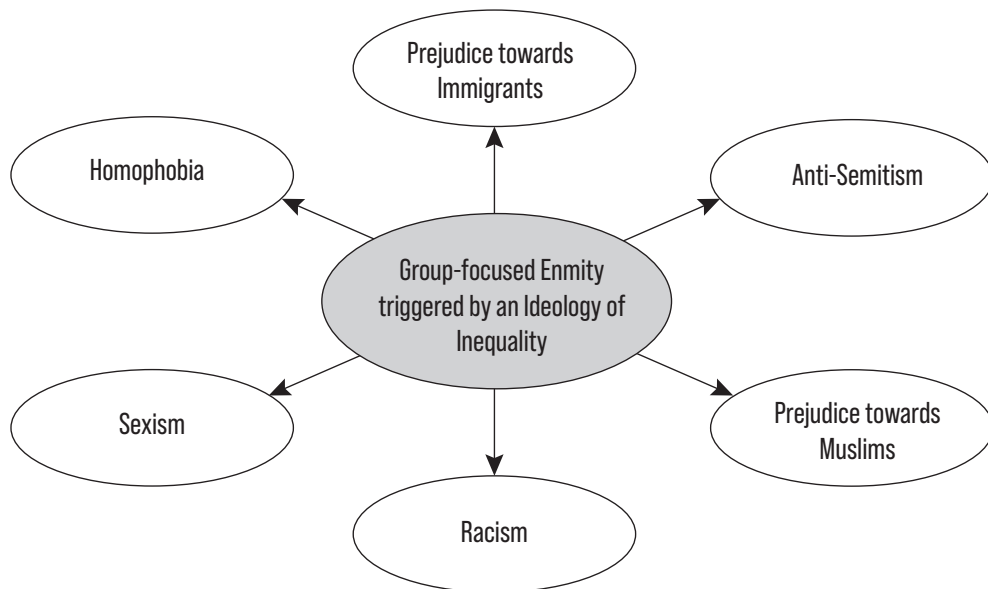 Prejudice towards
Immigrants
Homophobia
Anti-Semitism
Group-focused Enmity
triggered by an Ideology of
Inequality
Sexism
Prejudice towards
Muslims
Racism